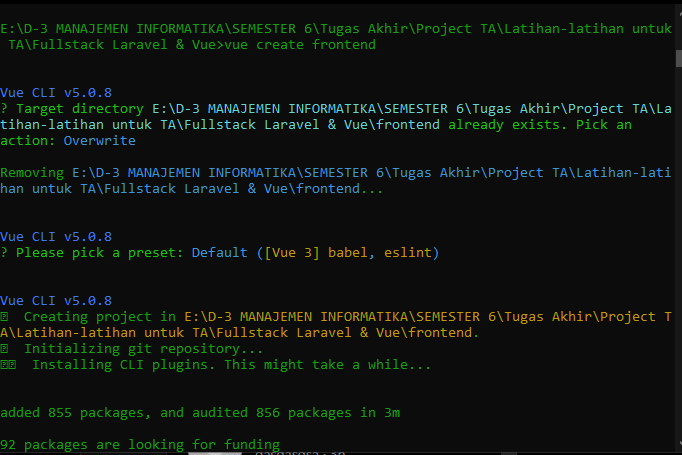 E:\D-3 MANAJEMEN INFORMATIKA\SEMESTER 6\Tugas Akhir\Project TA\Latihan-latihan untuk
TA\Fullstack Laravel & Vue>vue create frontend
Vue CLI v5.0.8
? Target directory E:\D-3 MANAJEMEN INFORMATIKA\SEMESTER 6\Tugas Akhir\Project TA\La
tihan-latihan untuk TA\Fullstack Laravel & Vue\frontend already exists. Pick an
action: Overwrite
Removing E:\D-3 MANAJEMEN INFORMATIKA\SEMESTER 6\Tugas Akhir\Project TA\Latihan-lati
han untuk TA\Fullstack Laravel & Vue\frontend...
Vue CLI v5.0.8
? Please pick a preset: Default ([Vue 3] babel, eslint)
Vue CLI v5.0.8
Creating project in E:\D-3 MANAJEMEN INFORMATIKA\SEMESTER 6\Tugas Akhir\Project T
A\Latihan-latihan untuk TA\Fullstack Laravel & Vue\frontend.
Initializing git repository...
Installing CLI plugins. This might take a while...
added 855 packages, and audited 856 packages in 3m
92 packages are looking for funding